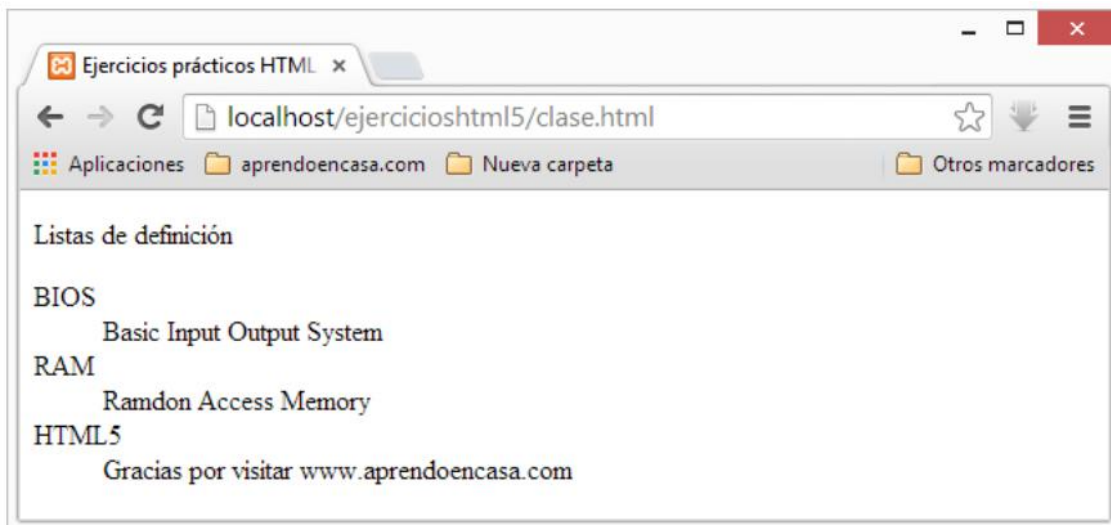 Ejercicios prácticos HTML
localhost/ejercicioshtml5/clase.html
Aplicaciones aprendoencasa.com Nueva carpeta Otros marcadores
Listas de definición
BIOS
Basic Input Output System
RAM
Ramdon Access Memory
HTML5
Gracias por visitar www.aprendoencasa.com